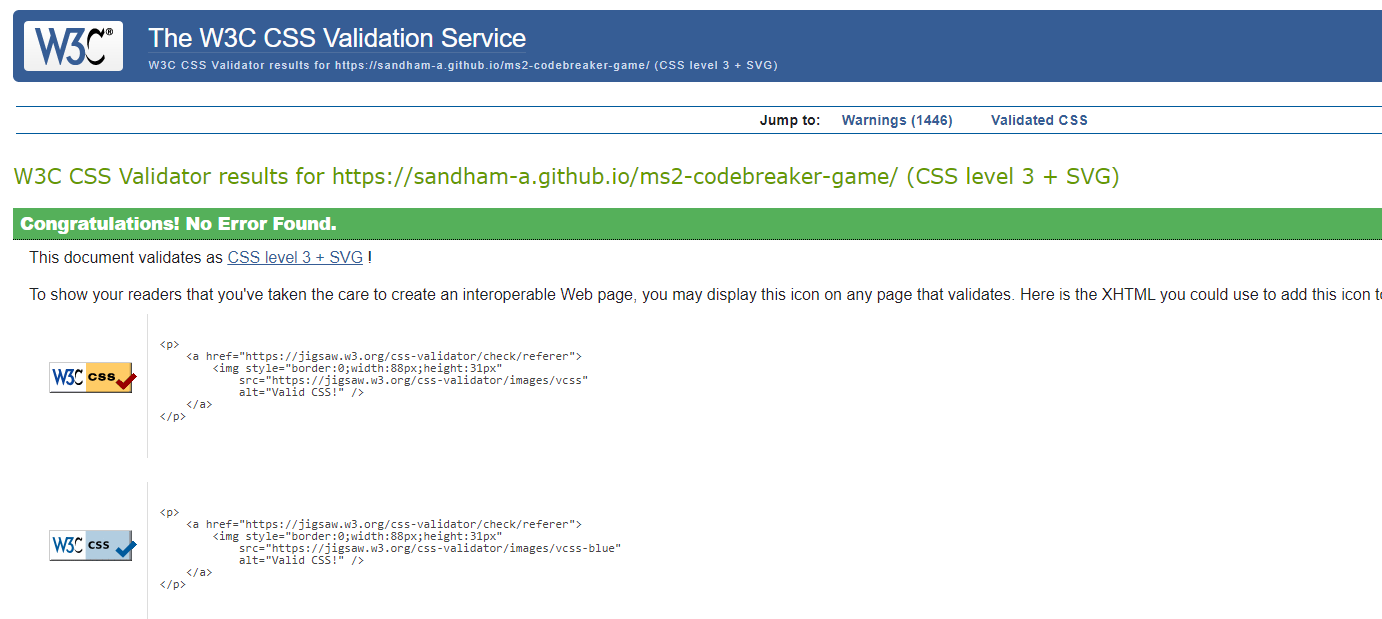 W3C® The W3C CSS Validation Service
W3C CSS Validator results for https://sandham-a.github.io/ms2-codebreaker-game/ (CSS level 3 + SVG)
Jump to: Warnings (1446) Validated CSS
W3C CSS Validator results for https://sandham-a.github.io/ms2-codebreaker-game/ (CSS level 3 + SVG)
Congratulations! No Error Found.
This document validates as CSS level 3 + SVG !
To show your readers that you've taken the care to create an interoperable Web page, you may display this icon on any page that validates. Here is the XHTML you could use to add this icon to
W3C css
<p>
<a href="https://jigsaw.w3.org/css-validator/check/referer">
<img style="border:0;width:88px;height:31px"
src="https://jigsaw.w3.org/css-validator/images/vcss"
alt="Valid CSS!" />
</a>
</p>
W3C css
<p>
<a href="https://jigsaw.w3.org/css-validator/check/referer">
<img style="border:0;width:88px;height:31px"
src="https://jigsaw.w3.org/css-validator/images/vcss-blue"
alt="Valid CSS!" />
</a>
</p>